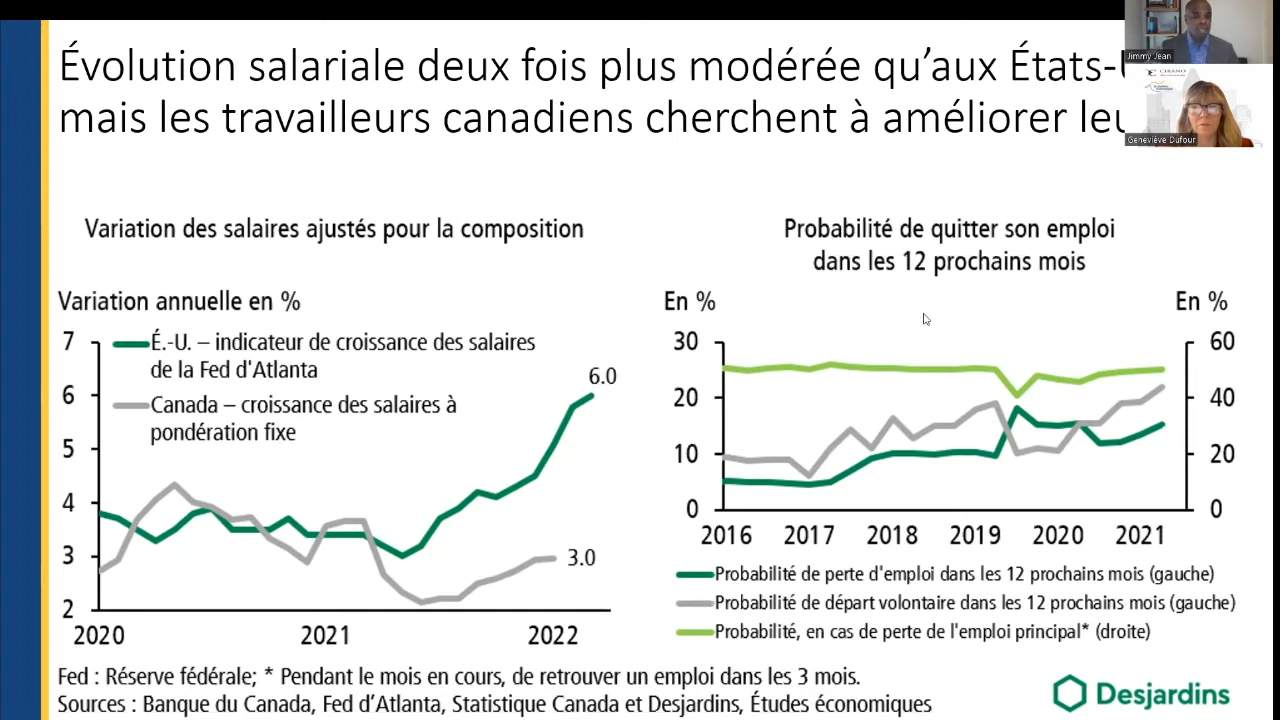 Évolution salariale deux fois plus modérée qu'aux États-
mais les travailleurs canadiens cherchent à améliorer
Jimmy Jean
CIRANO
Geneviève Dufour
Variation des salaires ajustés pour la composition
Variation annuelle en %
7
6
5
4
3
2
É.-U. – indicateur de croissance des salaires
de la Fed d'Atlanta
Canada – croissance des salaires à
pondération fixe
6.0
3.0
2020 2021 2022
Probabilité de quitter son emploi
dans les 12 prochains mois
En % En %
30 60
20 40
10 20
0 0
2016 2017 2018 2019 2020 2021
Probabilité de perte d'emploi dans les 12 prochains mois (gauche)
Probabilité de départ volontaire dans les 12 prochains mois (gauche)
Probabilité, en cas de perte de l'emploi principal* (droite)
Fed : Réserve fédérale; * Pendant le mois en cours, de retrouver un emploi dans les 3 mois.
Sources : Banque du Canada, Fed d'Atlanta, Statistique Canada et Desjardins, Études économiques
Desjardins